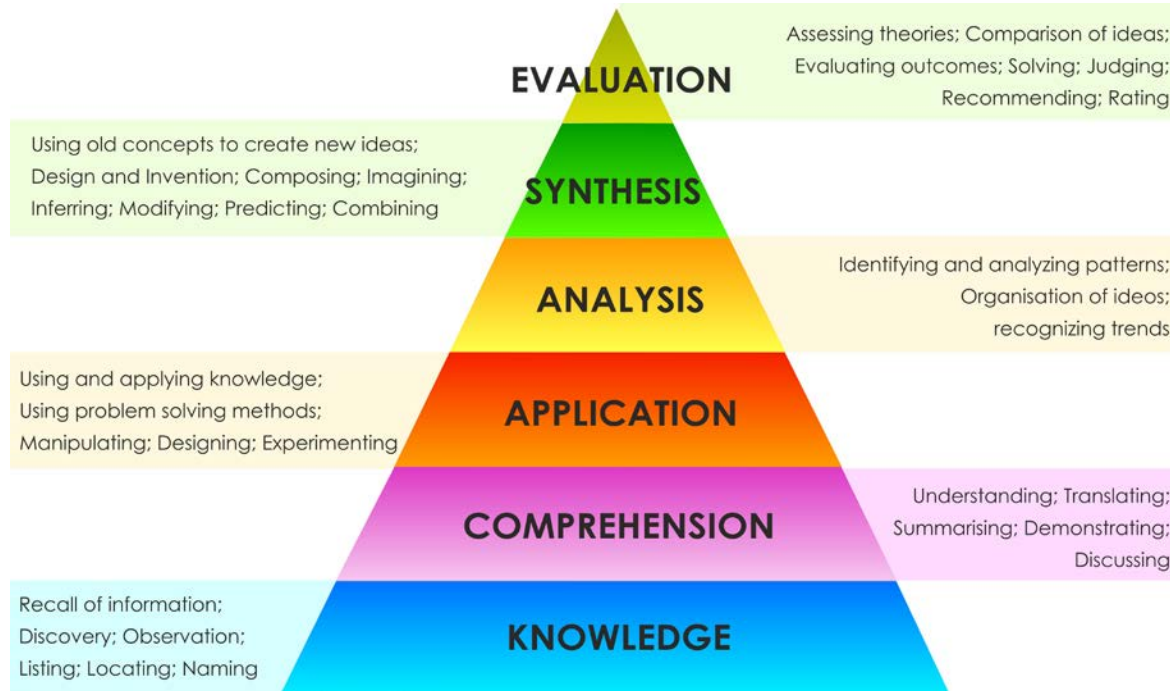 EVALUATION
Assessing theories; Comparison of ideas;
Evaluating outcomes; Solving; Judging;
Recommending; Rating
Using old concepts to create new ideas;
Design and Invention; Composing; Imagining;
Inferring; Modifying; Predicting; Combining
SYNTHESIS
ANALYSIS
Identifying and analyzing patterns;
Organisation of ideos;
recognizing trends
Using and applying knowledge;
Using problem solving methods;
Manipulating; Designing; Experimenting
APPLICATION
COMPREHENSION
Understanding; Translating;
Summarising; Demonstrating;
Discussing
Recall of information;
Discovery; Observation;
Listing; Locating; Naming
KNOWLEDGE